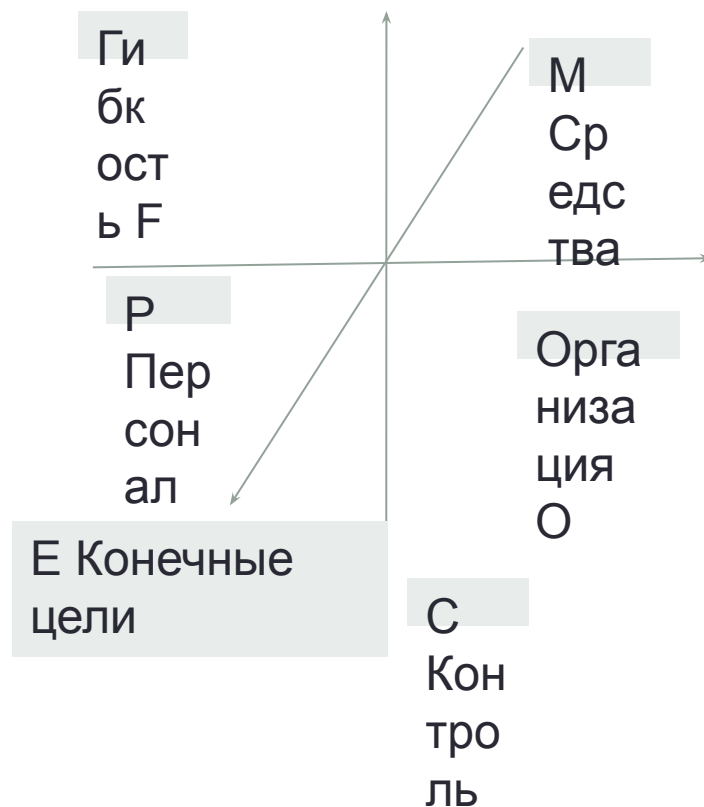 Ги
бк
ост
ь F
М
Ср
едс
тва
Р
Пер
сон
ал
Орга
низа
ция
О
Е Конечные
цели
С
Кон
тро
ль